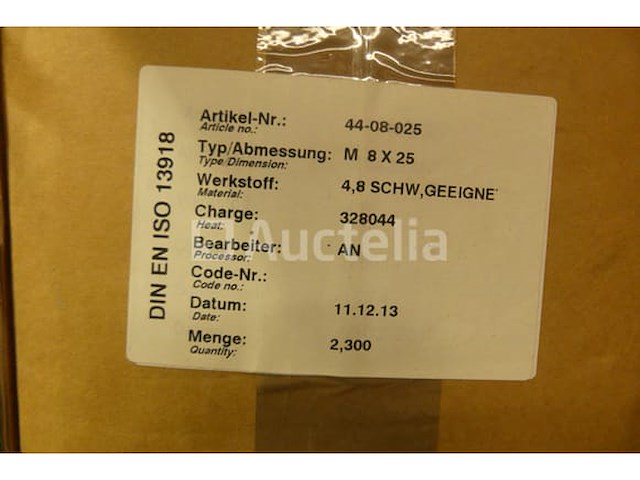 DIN EN ISO 13918
Artikel-Nr.: 44-08-025
Article no.:
Typ/Abmessung: M 8 X 25
Type/Dimension:
Werkstoff: 4,8 SCHW,GEEIGNET
Material:
Charge: 328044
Heat:
Auctelia
Bearbeiter: AN
Processor:
Code-Nr.:
Code no.:
Datum: 11.12.13
Date:
Menge: 2,300
Quantity: